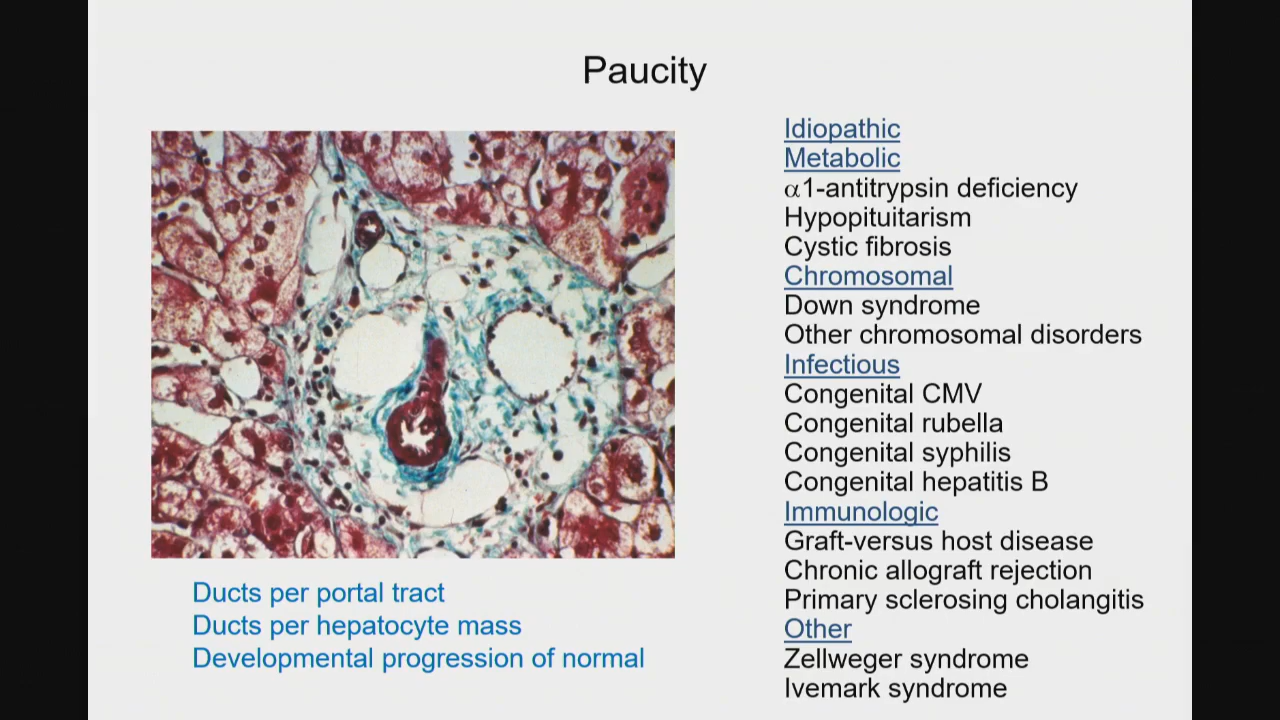 Paucity
Ducts per portal tract
Ducts per hepatocyte mass
Developmental progression of normal
Idiopathic
Metabolic
α1-antitrypsin deficiency
Hypopituitarism
Cystic fibrosis
Chromosomal
Down syndrome
Other chromosomal disorders
Infectious
Congenital CMV
Congenital rubella
Congenital syphilis
Congenital hepatitis B
Immunologic
Graft-versus host disease
Chronic allograft rejection
Primary sclerosing cholangitis
Other
Zellweger syndrome
Ivemark syndrome